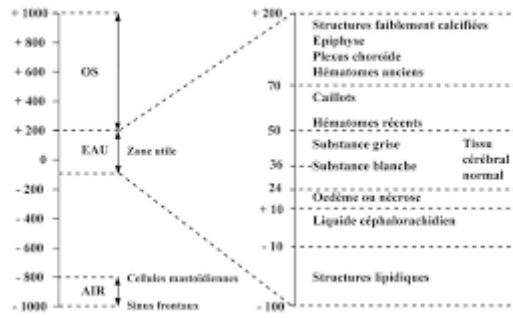 + 1000
+ 800
+ 600
OS
+ 400
+ 200
EAU
Zone utile
0
- 200
- 400
- 600
- 800
Cellules mastoïdiennes
AIR
Sinus frontaux
- 1000
+ 200
Structures faiblement calcifiées
Epiphyse
Plexus choroïde
Hématomes anciens
70
Caillots
Hématomes récents
50
Substance grise
Tissu
cérébral
normal
36
Substance blanche
24
Oedème ou nécrose
+ 10
Liquide céphalorachidien
- 10
Structures lipidiques
- 100